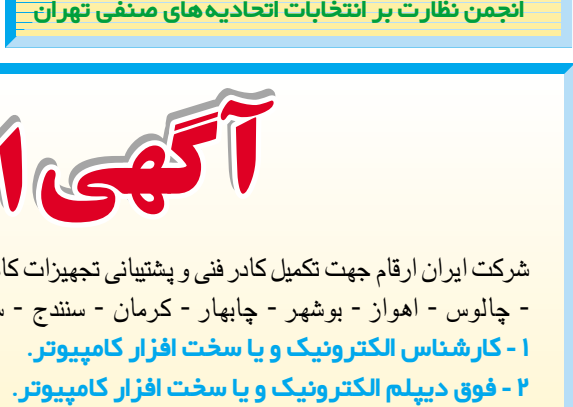 انجمن نظارت بر انتخابات اتحادیه های صنفی تهران
آگهی
شرکت ایران ارقام جهت تکمیل کادر فنی و پشتیبانی تجهیزات
- چالوس - اهواز - بوشهر - چابهار - کرمان - سنندج -
۱ - کارشناس الکترونیک و یا سخت افزار کامپیوتر.
۲ - فوق دیپلم الکترونیک و یا سخت افزار کامپیوتر.